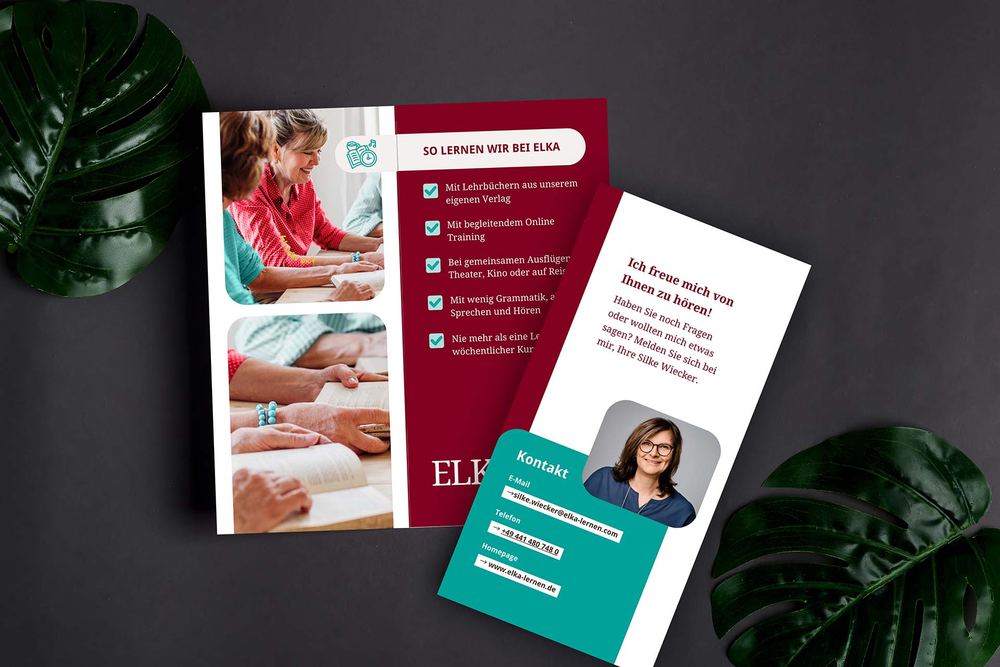 SO LERNEN WIR BEI ELKA
Mit Lehrbüchern aus unserem
eigenen Verlag
Mit begleitendem Online
Training
Bei gemeinsamen Ausflügen
Theater, Kino oder auf
Mit wenig Grammatik,
Sprechen und Hören
Nie mehr als eine
wöchentlicher
Ich freue mich von
Ihnen zu hören!
Haben Sie noch Fragen
oder wollten mich etwas
sagen? Melden Sie sich bei
mir, Ihre Silke Wiecker.
Kontakt
E-Mail
→silke.wiecker@elka-lernen.com
Telefon
→ +49 441 480 748 0
Homepage
→ www.elka-lernen.de